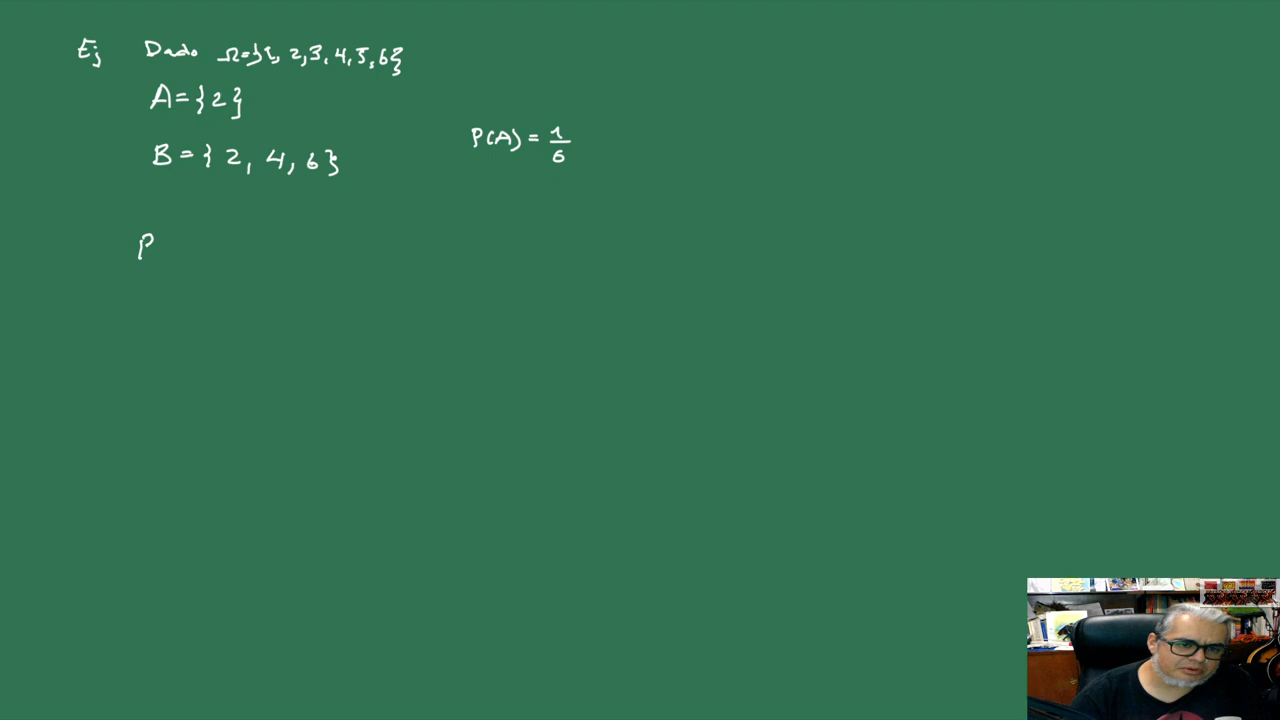 Ej Dado Ω={1, 2, 3, 4, 5, 6}
A={2}
P(A) = 1/6
B = { 2, 4, 6}
P